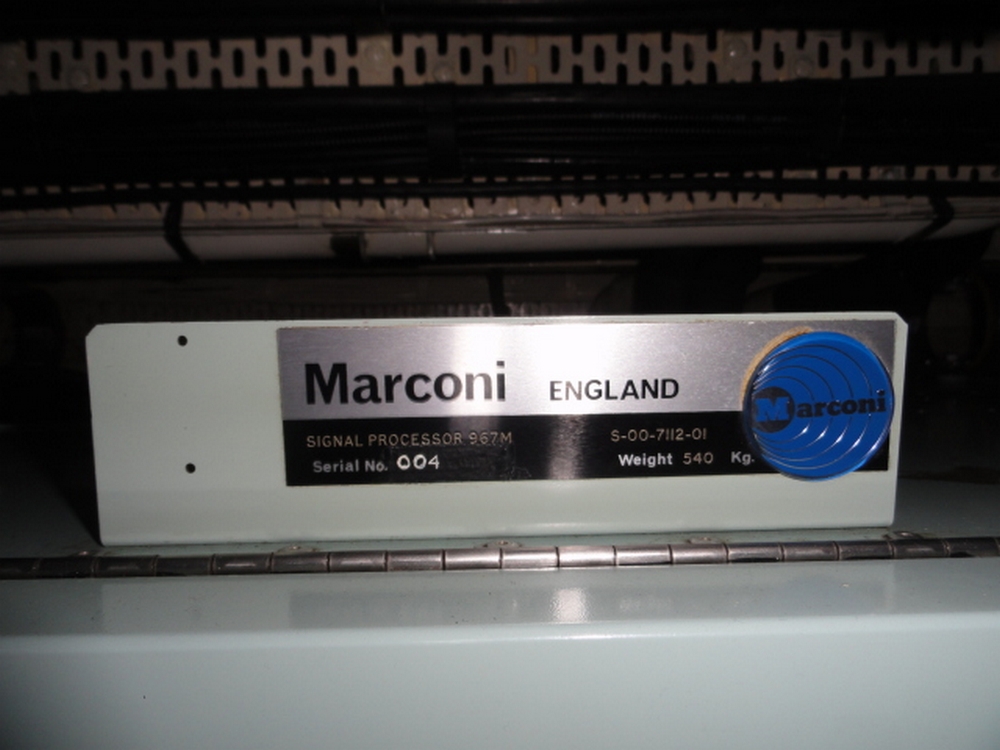 Marconi ENGLAND
Marconi
SIGNAL PROCESSOR 967M S-00-7112-01
Serial No. 004 Weight 540 Kg.